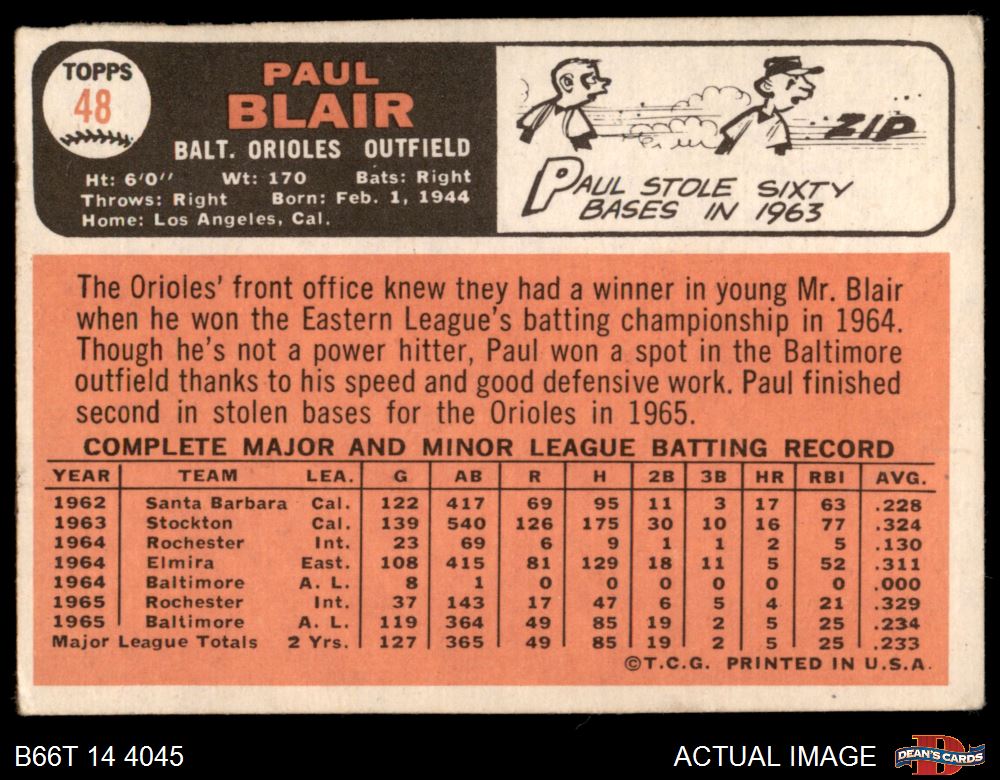 TOPPS
48
PAUL
BLAIR
BALT. ORIOLES OUTFIELD
Ht: 6'0" Wt: 170 Bats: Right
Throws: Right Born: Feb. 1, 1944
Home: Los Angeles, Cal.
ZIP
PAUL STOLE SIXTY
BASES IN 1963
The Orioles' front office knew they had a winner in young Mr. Blair
when he won the Eastern League's batting championship in 1964.
Though he's not a power hitter, Paul won a spot in the Baltimore
outfield thanks to his speed and good defensive work. Paul finished
second in stolen bases for the Orioles in 1965.
COMPLETE MAJOR AND MINOR LEAGUE BATTING RECORD
YEAR TEAM LEA. G AB R H 2B 3B HR RBI AVG.
1962 Santa Barbara Cal. 122 417 69 95 11 3 17 63 .228
1963 Stockton Cal. 139 540 126 175 30 10 16 77 .324
1964 Rochester Int. 23 69 6 9 1 1 2 5 .130
1964 Elmira East. 108 415 81 129 18 11 5 52 .311
1964 Baltimore A. L. 8 1 0 0 0 0 0 0 .000
1965 Rochester Int. 37 143 17 47 6 5 4 21 .329
1965 Baltimore A. L. 119 364 49 85 19 2 5 25 .234
Major League Totals 2 Yrs. 127 365 49 85 19 2 5 25 .233
©T.C.G. PRINTED IN U.S.A.
B66T 14 4045
ACTUAL IMAGE
DEAN'S CARDS